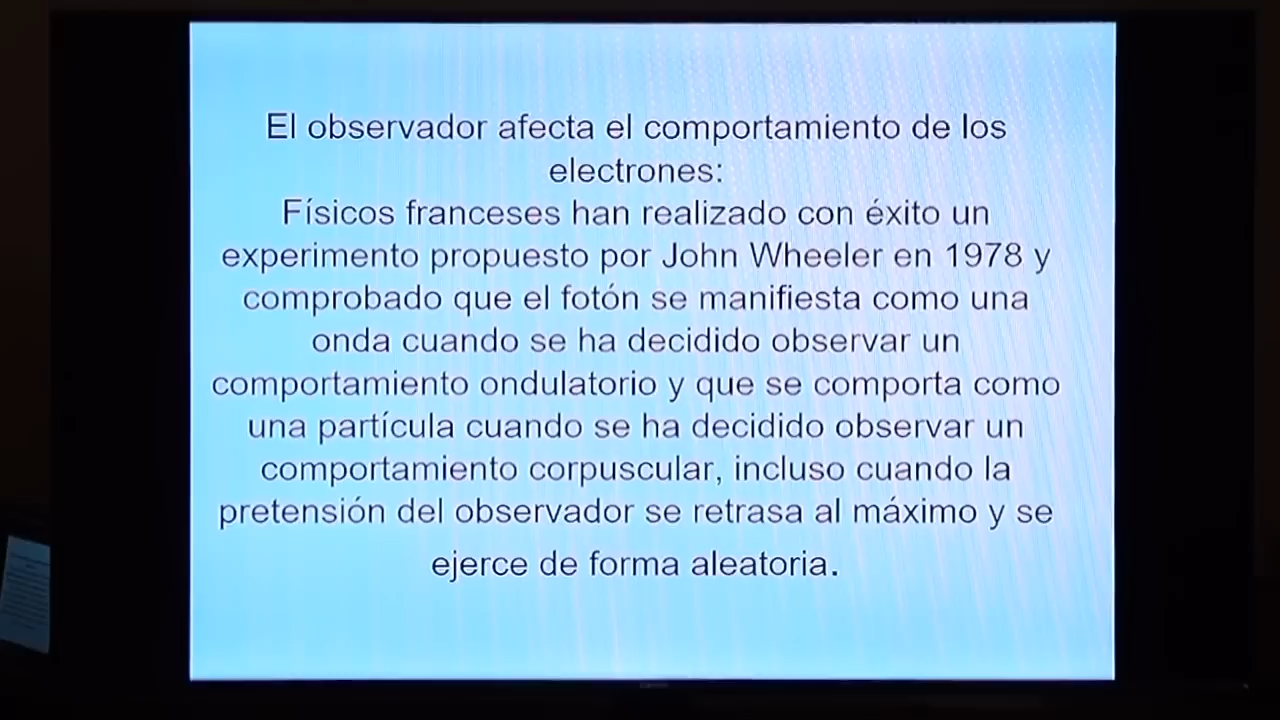 El observador afecta el comportamiento de los
electrones:
Físicos franceses han realizado con éxito un
experimento propuesto por John Wheeler en 1978 y
comprobado que el fotón se manifiesta como una
onda cuando se ha decidido observar un
comportamiento ondulatorio y que se comporta como
una partícula cuando se ha decidido observar un
comportamiento corpuscular, incluso cuando la
pretensión del observador se retrasa al máximo y se
ejerce de forma aleatoria.